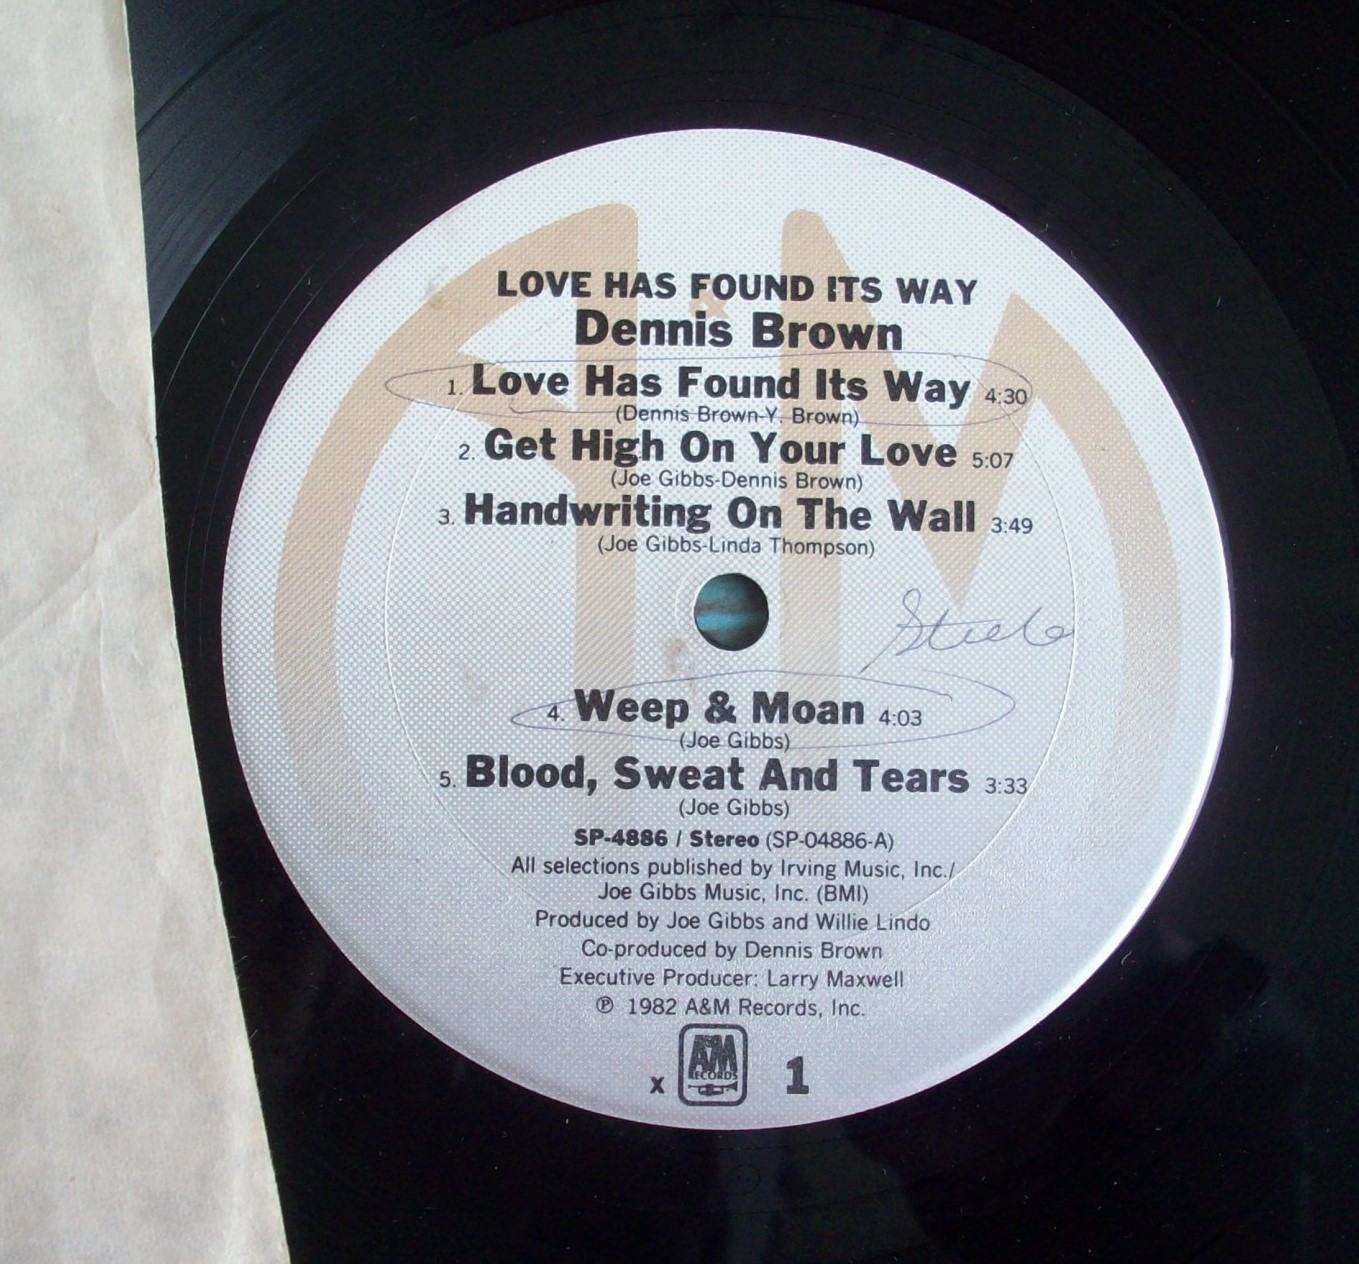 LOVE HAS FOUND ITS WAY
Dennis Brown
1. Love Has Found Its Way 4:30
(Dennis Brown-Y. Brown)
2. Get High On Your Love 5:07
(Joe Gibbs-Dennis Brown)
3. Handwriting On The Wall 3:49
(Joe Gibbs-Linda Thompson)
4. Weep & Moan 4:03
(Joe Gibbs)
5. Blood, Sweat And Tears 3:33
(Joe Gibbs)
SP-4886 / Stereo (SP-04886-A)
All selections published by Irving Music, Inc./
Joe Gibbs Music, Inc. (BMI)
Produced by Joe Gibbs and Willie Lindo
Co-produced by Dennis Brown
Executive Producer: Larry Maxwell
℗ 1982 A&M Records, Inc.
x A&M RECORDS 1